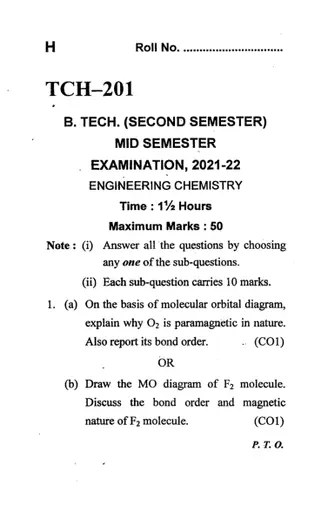 H Roll No. ...............................
TCH–201
B. TECH. (SECOND SEMESTER)
MID SEMESTER
EXAMINATION, 2021-22
ENGINEERING CHEMISTRY
Time : 1½ Hours
Maximum Marks : 50
Note : (i) Answer all the questions by choosing
any one of the sub-questions.
(ii) Each sub-question carries 10 marks.
1. (a) On the basis of molecular orbital diagram,
explain why O₂ is paramagnetic in nature.
Also report its bond order. (CO1)
OR
(b) Draw the MO diagram of F₂ molecule.
Discuss the bond order and magnetic
nature of F₂ molecule. (CO1)
P. T. O.